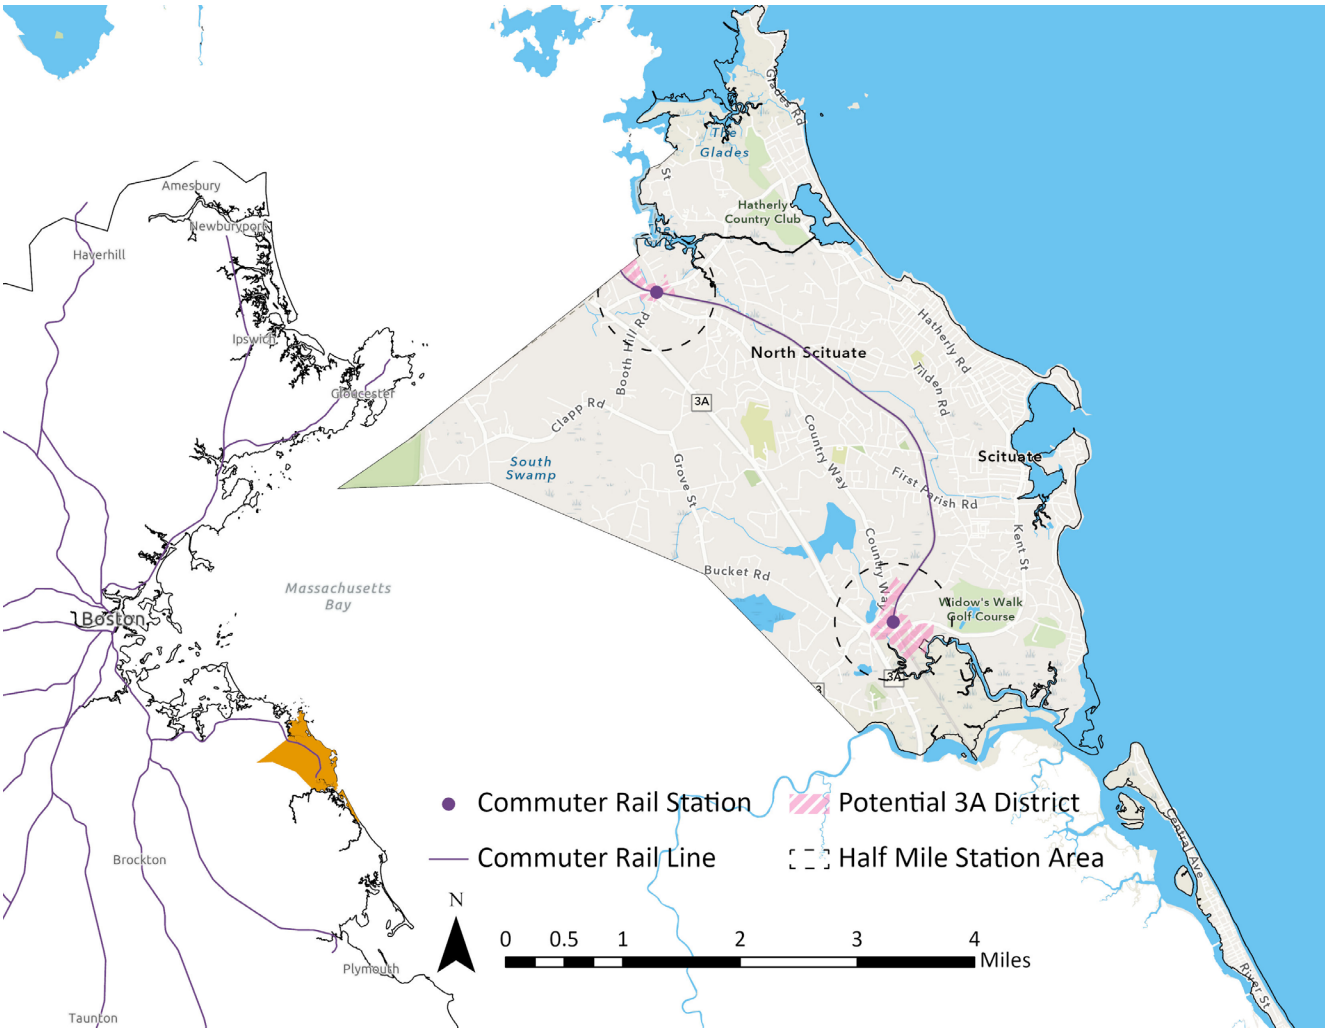 Glades Rd
The
Glades
St
Hatherly
Country Club
The
Gulf
Amesbury
Newburyport
Haverhill
Ipswich
Gloucester
Hatherly Rd
Booth Hill Rd
North Scituate
Tilden Rd
3A
Clapp Rd
Country Way
Scituate
South
Swamp
Grove St
First Parish Rd
Kent St
Country Way
Bucket Rd
Massachusetts
Bay
Boston
Widow's Walk
Golf Course
3A
3
Commuter Rail Station
Potential 3A District
Commuter Rail Line
Half Mile Station Area
Central Ave
Brockton
N
0 0.5 1 2 3 4
Miles
Plymouth
River St
Taunton